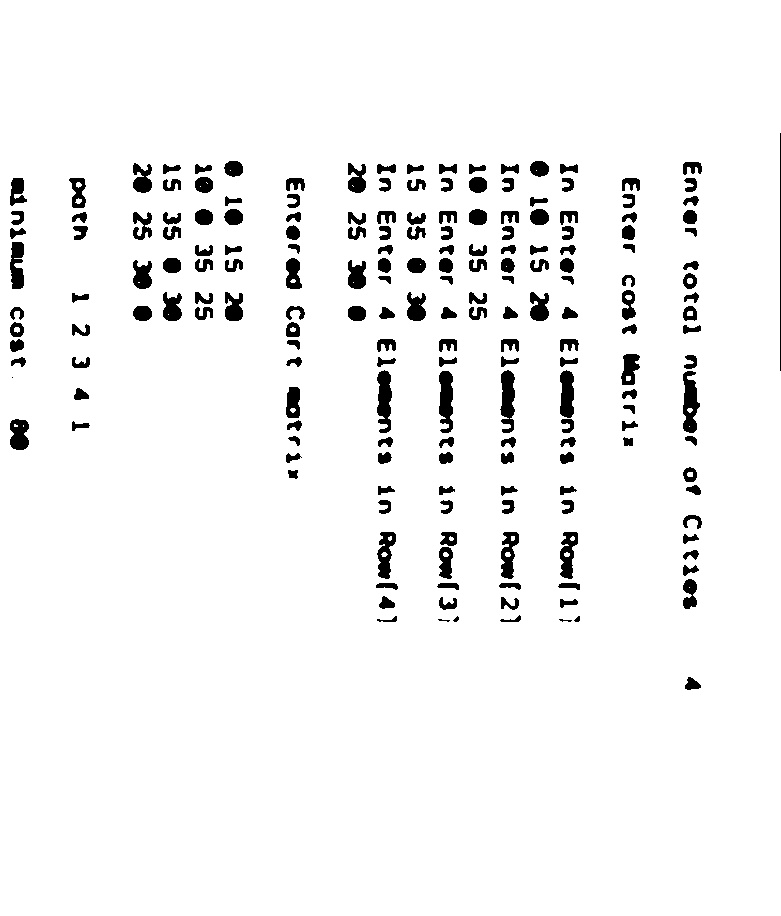 Enter total number of Cities 4
Enter cost Matrix
In Enter 4 Elements in Row[1]
0 10 15 20
In Enter 4 Elements in Row[2]
10 0 35 25
In Enter 4 Elements in Row[3]
15 35 0 30
In Enter 4 Elements in Row[4]
20 25 30 0
Entered Cart matrix
0 10 15 20
10 0 35 25
15 35 0 30
20 25 30 0
path 1 2 3 4 1
minimum cost 80